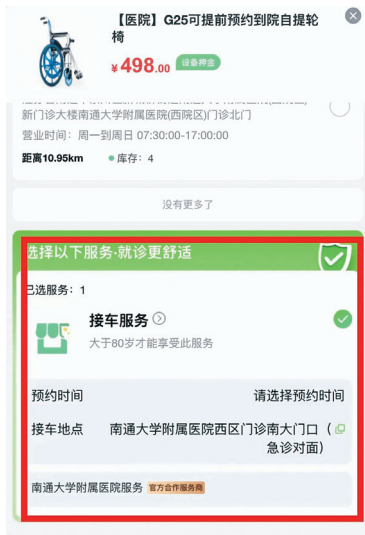 【医院】G25可提前预约到院自提轮
椅
¥498.00 设备押金
新门诊大楼南通大学附属医院(西院区)门诊北门
营业时间：周一到周日 07:30:00-17:00:00
距离10.95km 库存：4
没有更多了
选择以下服务·就诊更舒适
已选服务：1
接车服务
大于80岁才能享受此服务
预约时间 请选择预约时间
接车地点 南通大学附属医院西区门诊南大门口（
急诊对面）
南通大学附属医院服务 官方合作服务商